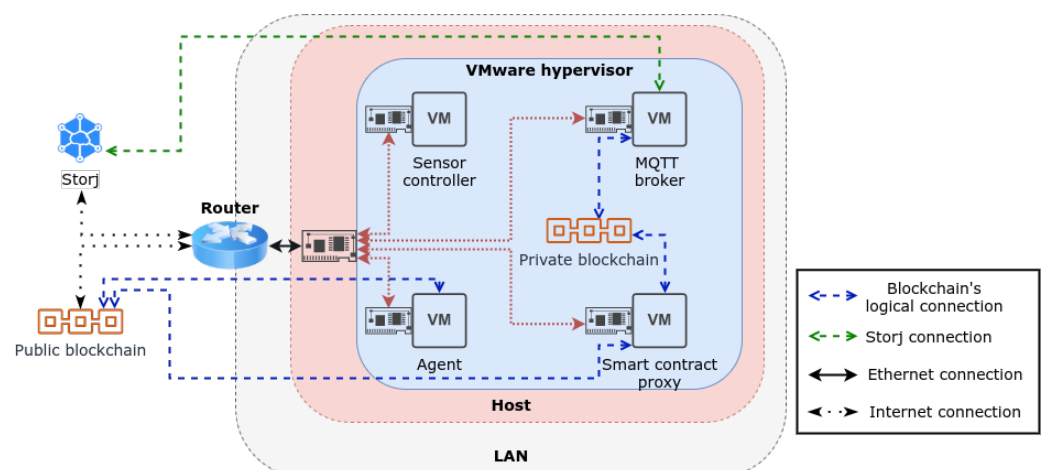 VMware hypervisor
VM
VM
Sensor
controller
MQTT
broker
Storj
Router
Private blockchain
Public blockchain
VM
VM
Agent
Smart contract
proxy
Host
LAN
Blockchain's
logical connection
Storj connection
Ethernet connection
Internet connection